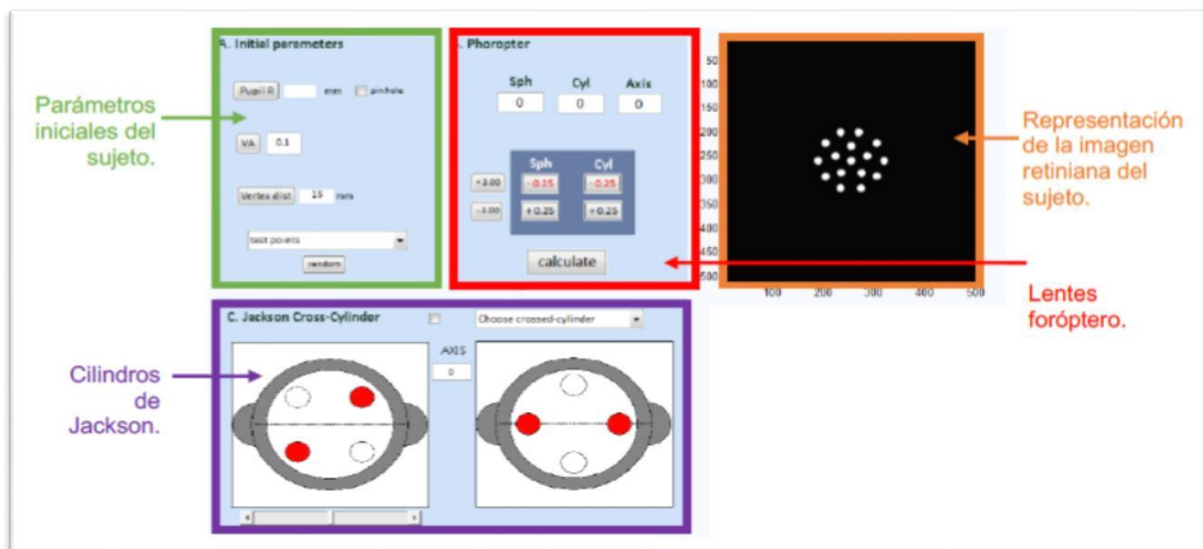 Parámetros
iniciales del
sujeto.
A. Initial parameters
Pupil R mm pinhole
VA 0.1
Vertex dist 15 mm
test points
random
. Phoropter
Sph Cyl Axis
0 0 0
Sph Cyl
+3.00 -0.25 -0.25
-3.00 +0.25 +0.25
calculate
50
100
150
200
250
300
350
400
450
500
100 200 300 400 500
Representación
de la imagen
retiniana del
sujeto.
Lentes
foróptero.
Cilindros
de
Jackson.
C. Jackson Cross-Cylinder
Choose crossed-cylinder
AXIS
0